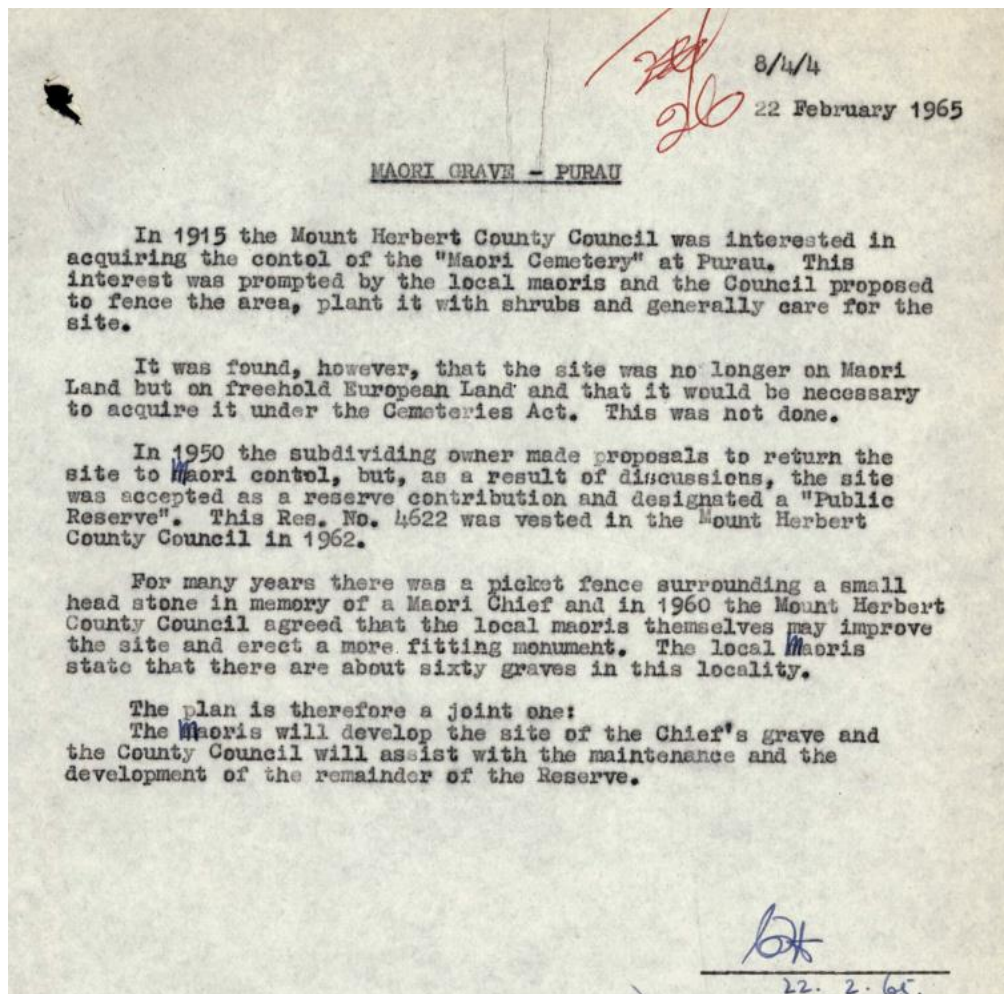 8/4/4
26
22 February 1965
MAORI GRAVE - PURAU
In 1915 the Mount Herbert County Council was interested in
acquiring the contol of the "Maori Cemetery" at Purau. This
interest was prompted by the local maoris and the Council proposed
to fence the area, plant it with shrubs and generally care for the
site.
It was found, however, that the site was no longer on Maori
Land but on freehold European Land and that it would be necessary
to acquire it under the Cemeteries Act. This was not done.
In 1950 the subdividing owner made proposals to return the
site to Maori control, but, as a result of discussions, the site
was accepted as a reserve contribution and designated a "Public
Reserve". This Res. No. 4622 was vested in the Mount Herbert
County Council in 1962.
For many years there was a picket fence surrounding a small
head stone in memory of a Maori Chief and in 1960 the Mount Herbert
County Council agreed that the local maoris themselves may improve
the site and erect a more fitting monument. The local Maoris
state that there are about sixty graves in this locality.
The plan is therefore a joint one:
The Maoris will develop the site of the Chief's grave and
the County Council will assist with the maintenance and the
development of the remainder of the Reserve.
22. 2. 65.